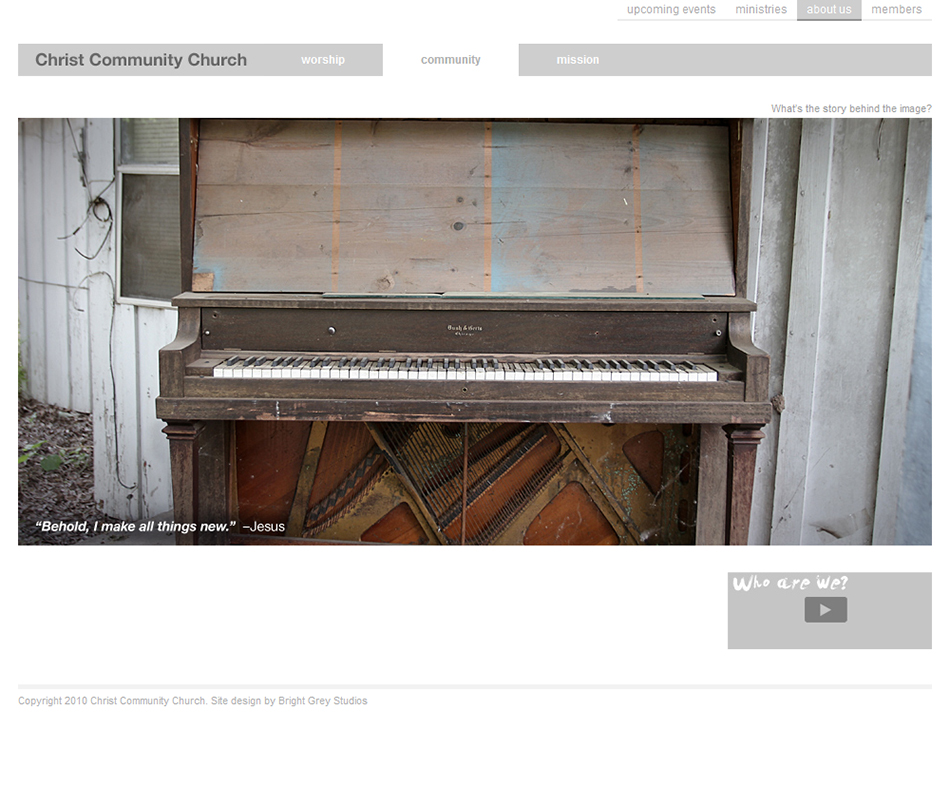 upcoming events ministries about us members
Christ Community Church worship community mission
What's the story behind the image?
“Behold, I make all things new.” –Jesus
Who are we?
Copyright 2010 Christ Community Church. Site design by Bright Grey Studios